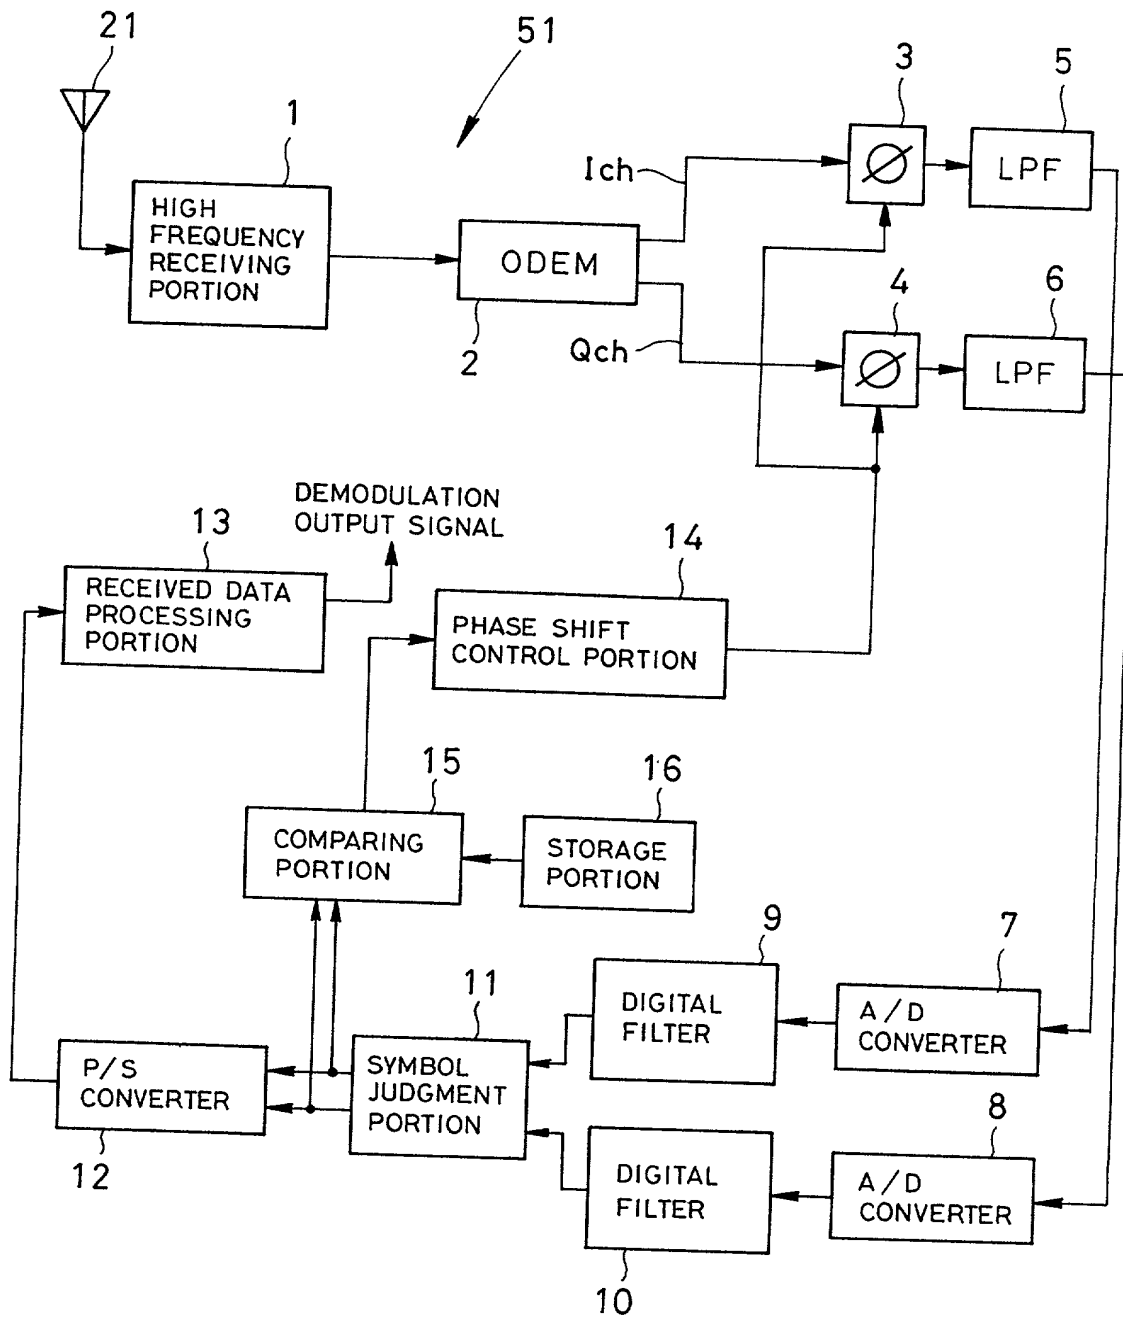 21
51
3
5
1
Ich
LPF
HIGH
FREQUENCY
RECEIVING
PORTION
ODEM
4
6
2
Qch
LPF
DEMODULATION
OUTPUT SIGNAL
13
14
RECEIVED DATA
PROCESSING
PORTION
PHASE SHIFT
CONTROL PORTION
15
16
COMPARING
PORTION
STORAGE
PORTION
9
7
11
DIGITAL
FILTER
A/D
CONVERTER
P/S
CONVERTER
SYMBOL
JUDGMENT
PORTION
8
12
DIGITAL
FILTER
A/D
CONVERTER
10